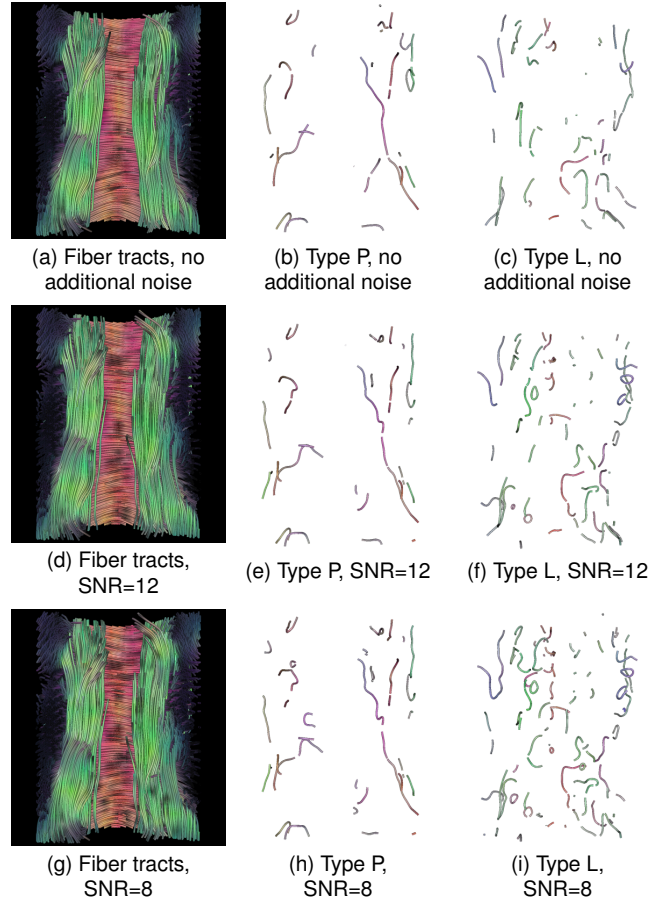 (a) Fiber tracts, no
additional noise
(b) Type P, no
additional noise
(c) Type L, no
additional noise
(d) Fiber tracts,
SNR=12
(e) Type P, SNR=12
(f) Type L, SNR=12
(g) Fiber tracts,
SNR=8
(h) Type P,
SNR=8
(i) Type L,
SNR=8